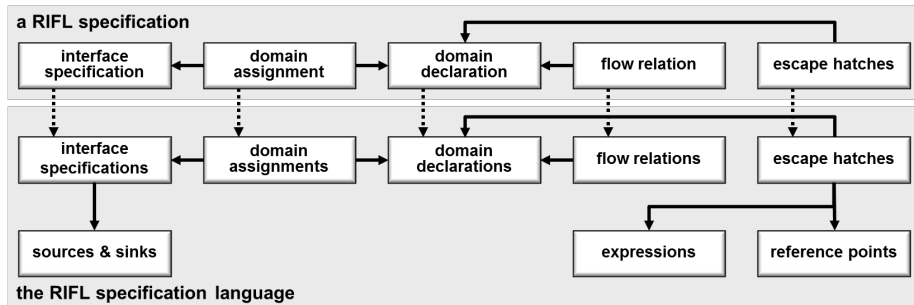 a RIFL specification
interface
specification
domain
assignment
domain
declaration
flow relation
escape hatches
interface
specifications
domain
assignments
domain
declarations
flow relations
escape hatches
sources & sinks
expressions
reference points
the RIFL specification language